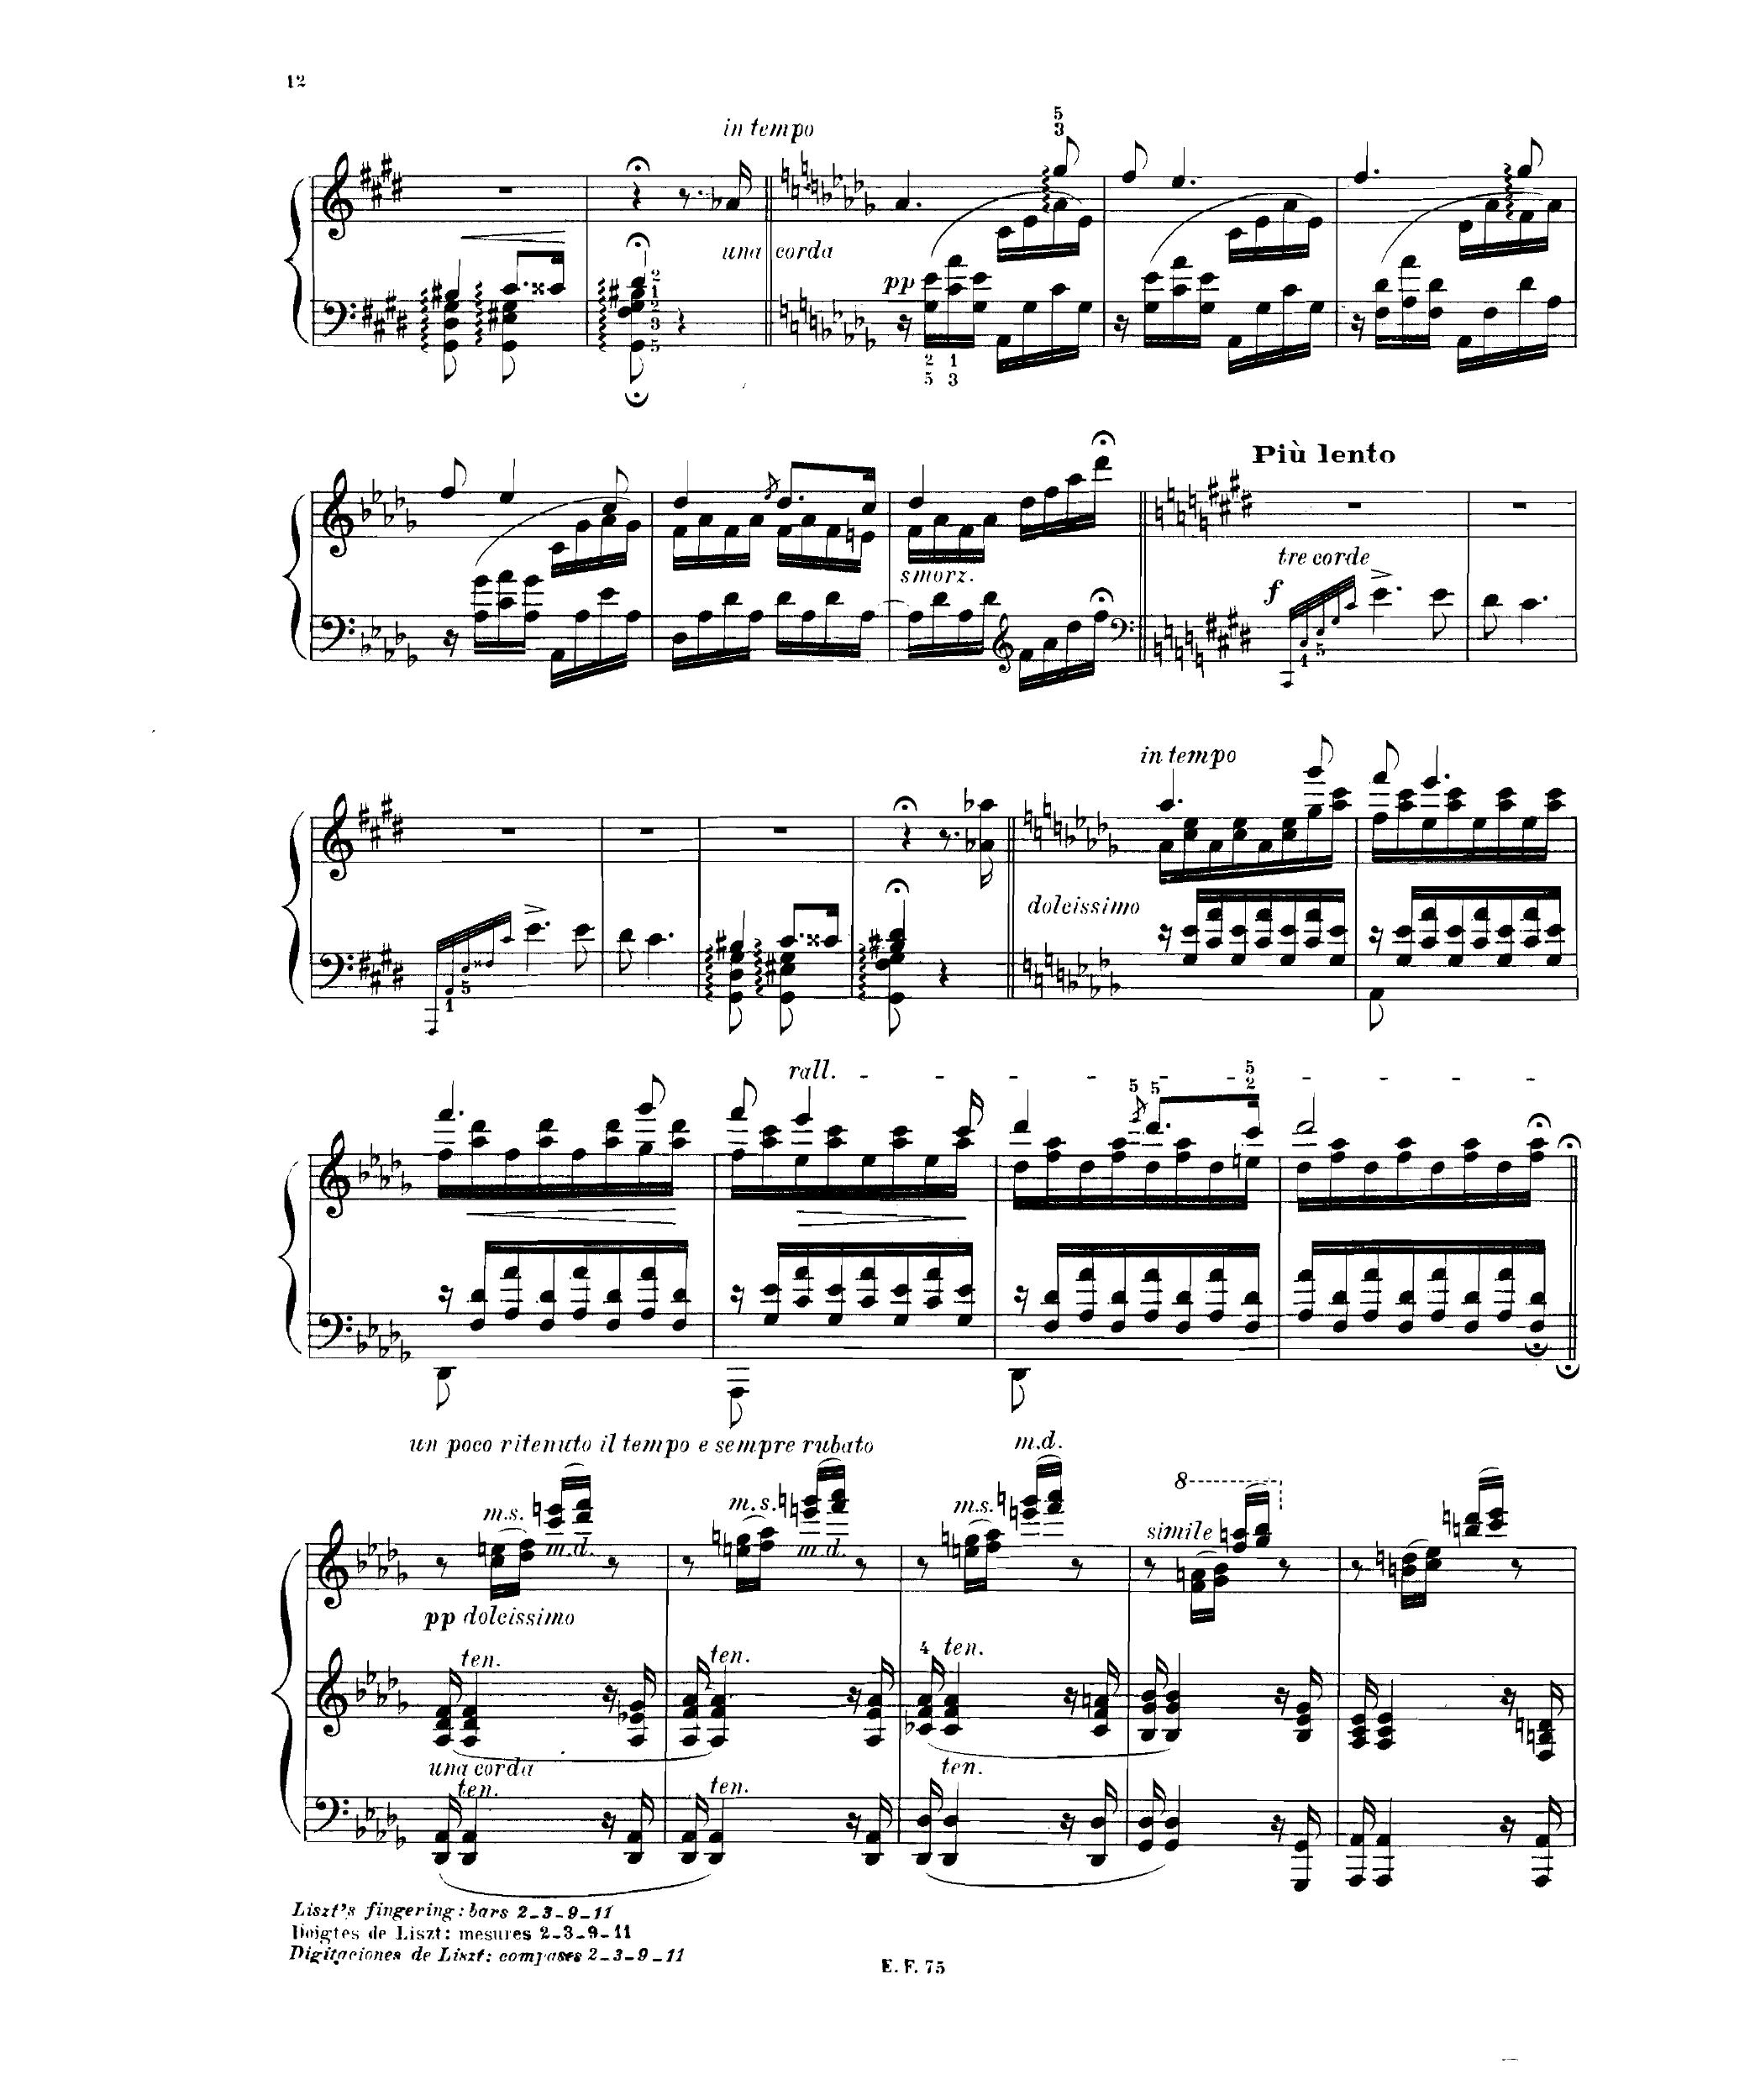 12
in tempo
5
3
una corda
pp
2
1
2
3
5
2 1
5 3
Più lento
smorz.
tre corde
f
1 5
in tempo
dolcissimo
1 5
rall. - - - - - - - - - -
5 5 5
2
un poco ritenuto il tempo e sempre rubato
m.d.
m.s. m.s. m.s. 8
m.d. m.d. simile
pp dolcissimo
ten. ten. 4 ten.
una corda
ten. ten. ten.
Liszt's fingering: bars 2-3-9-11
Doigtes de Liszt: mesures 2-3-9-11
Digitaciones de Liszt: compases 2-3-9-11
E. F. 75